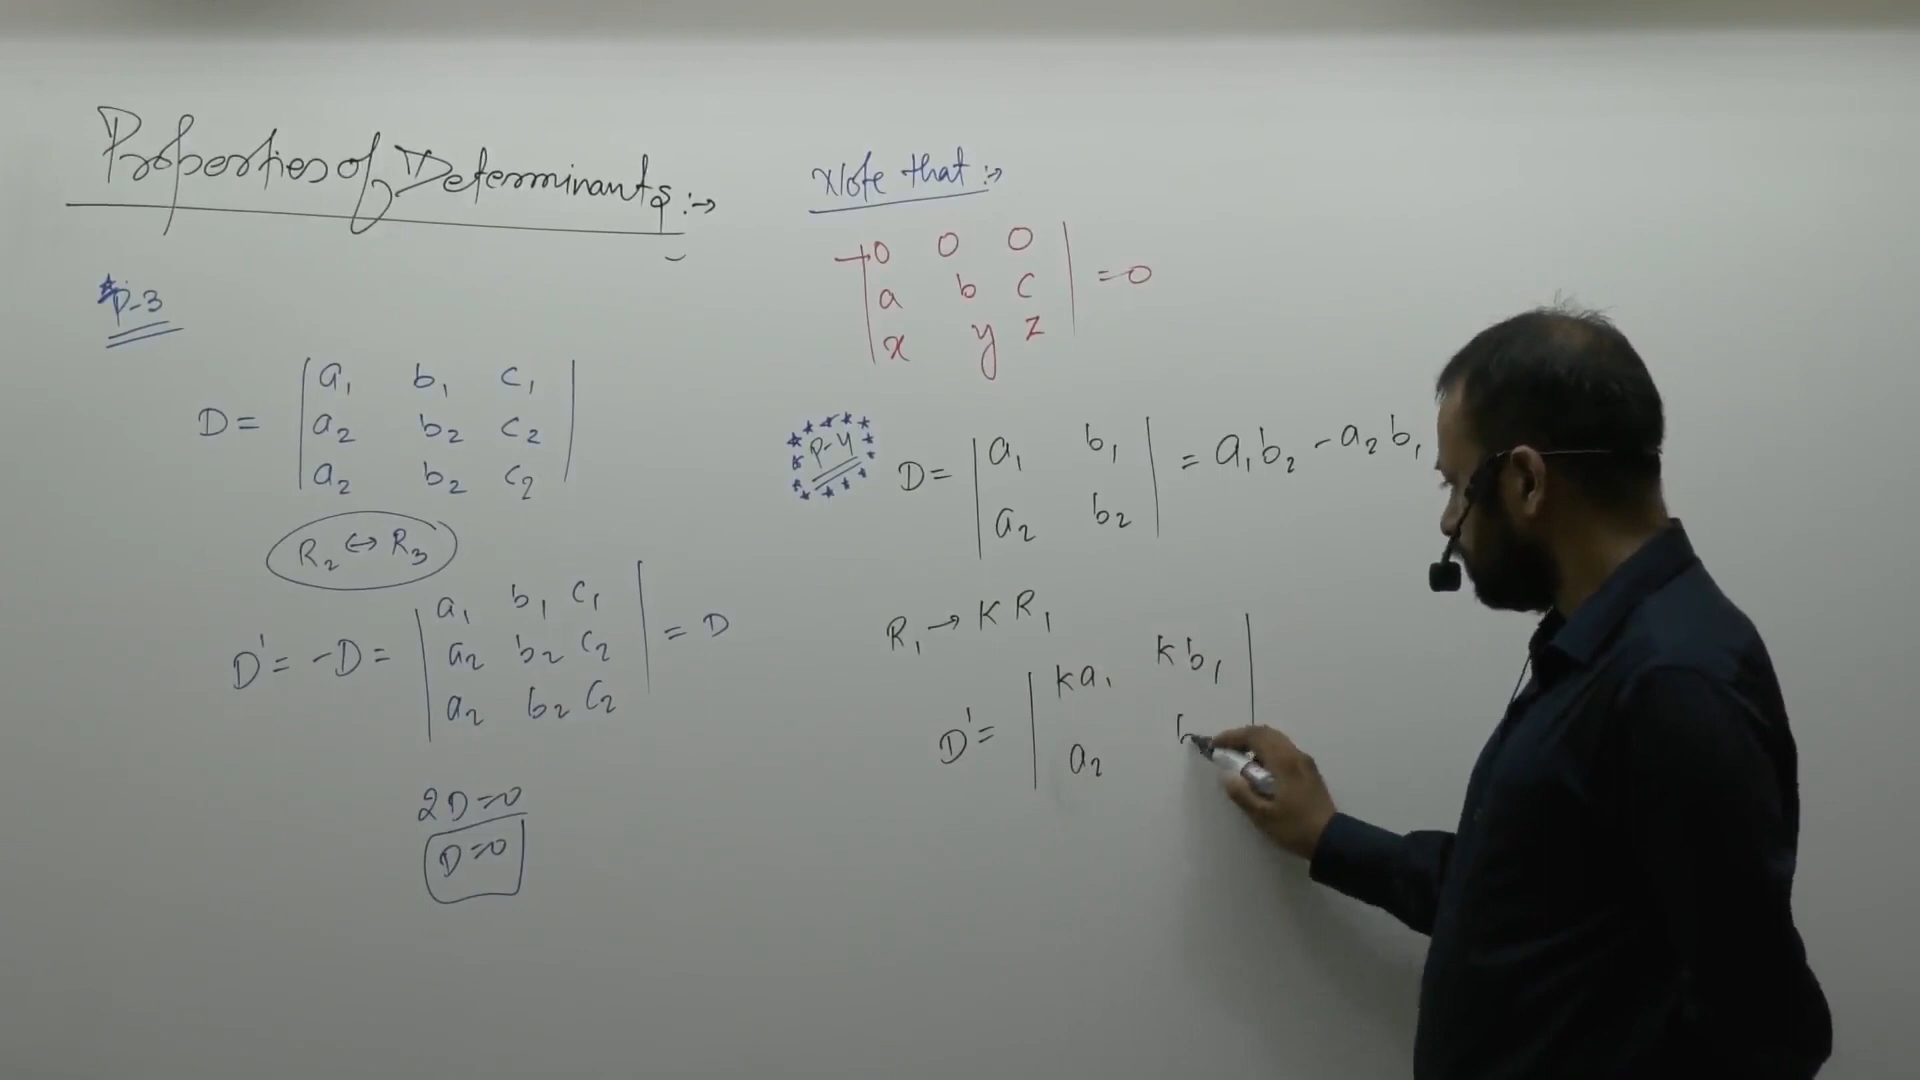 Properties of Determinants :→
P-3
D = | a₁ b₁ c₁ |
| a₂ b₂ c₂ |
| a₂ b₂ c₂ |
R₂ ↔ R₃
D' = -D = | a₁ b₁ c₁ | = D
| a₂ b₂ c₂ |
| a₂ b₂ c₂ |
2D = 0
D = 0
Note that :→
| 0 0 0 | = 0
| a b c |
| x y z |
P-4
D = | a₁ b₁ | = a₁b₂ - a₂b₁
| a₂ b₂ |
R₁ → K R₁
D' = | Ka₁ Kb₁ |
| a₂ b